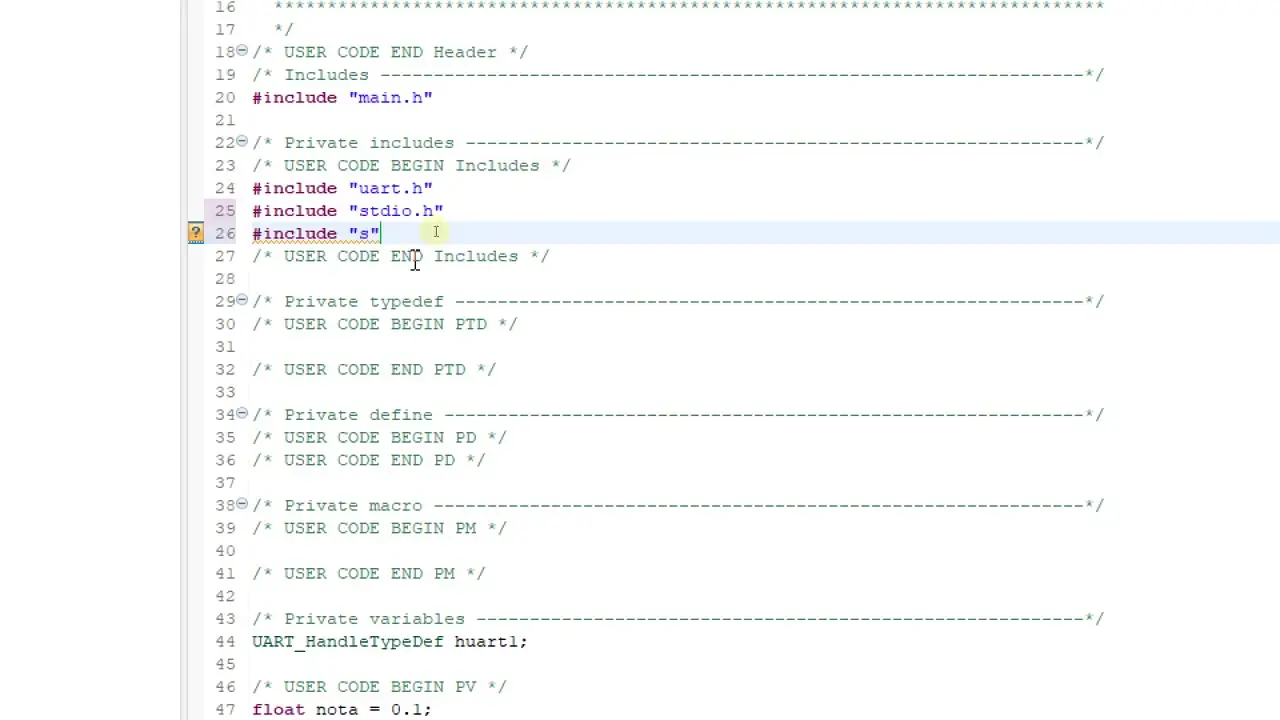 16 ******************************************************************************
17 */
18 /* USER CODE END Header */
19 /* Includes ------------------------------------------------------------------*/
20 #include "main.h"
21
22 /* Private includes ----------------------------------------------------------*/
23 /* USER CODE BEGIN Includes */
24 #include "uart.h"
25 #include "stdio.h"
? 26 #include "s"
27 /* USER CODE END Includes */
28
29 /* Private typedef -----------------------------------------------------------*/
30 /* USER CODE BEGIN PTD */
31
32 /* USER CODE END PTD */
33
34 /* Private define ------------------------------------------------------------*/
35 /* USER CODE BEGIN PD */
36 /* USER CODE END PD */
37
38 /* Private macro -------------------------------------------------------------*/
39 /* USER CODE BEGIN PM */
40
41 /* USER CODE END PM */
42
43 /* Private variables ---------------------------------------------------------*/
44 UART_HandleTypeDef huart1;
45
46 /* USER CODE BEGIN PV */
47 float nota = 0.1;